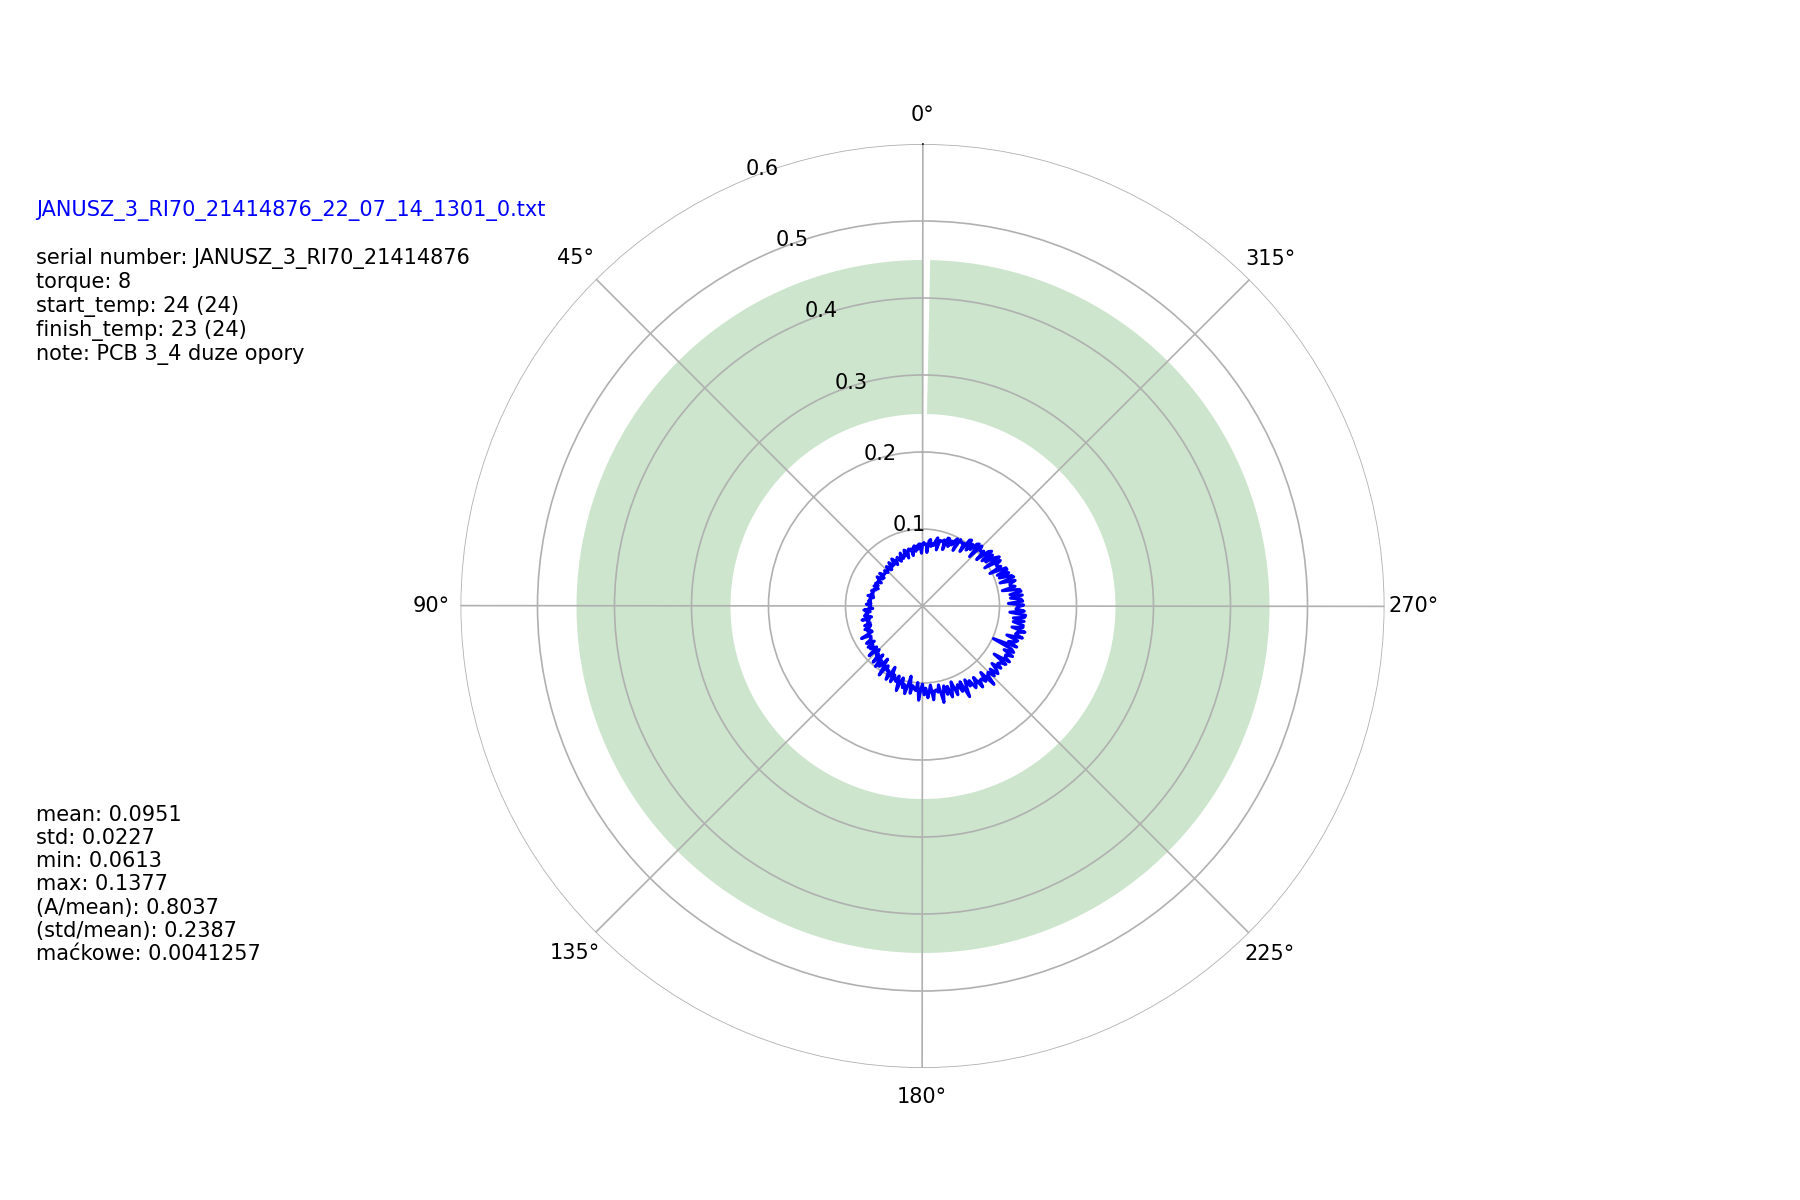 JANUSZ_3_RI70_21414876_22_07_14_1301_0.txt
serial number: JANUSZ_3_RI70_21414876
torque: 8
start_temp: 24 (24)
finish_temp: 23 (24)
note: PCB 3_4 duze opory
mean: 0.0951
std: 0.0227
min: 0.0613
max: 0.1377
(A/mean): 0.8037
(std/mean): 0.2387
maćkowe: 0.0041257
0°
45°
90°
135°
180°
225°
270°
315°
0.6
0.5
0.4
0.3
0.2
0.1